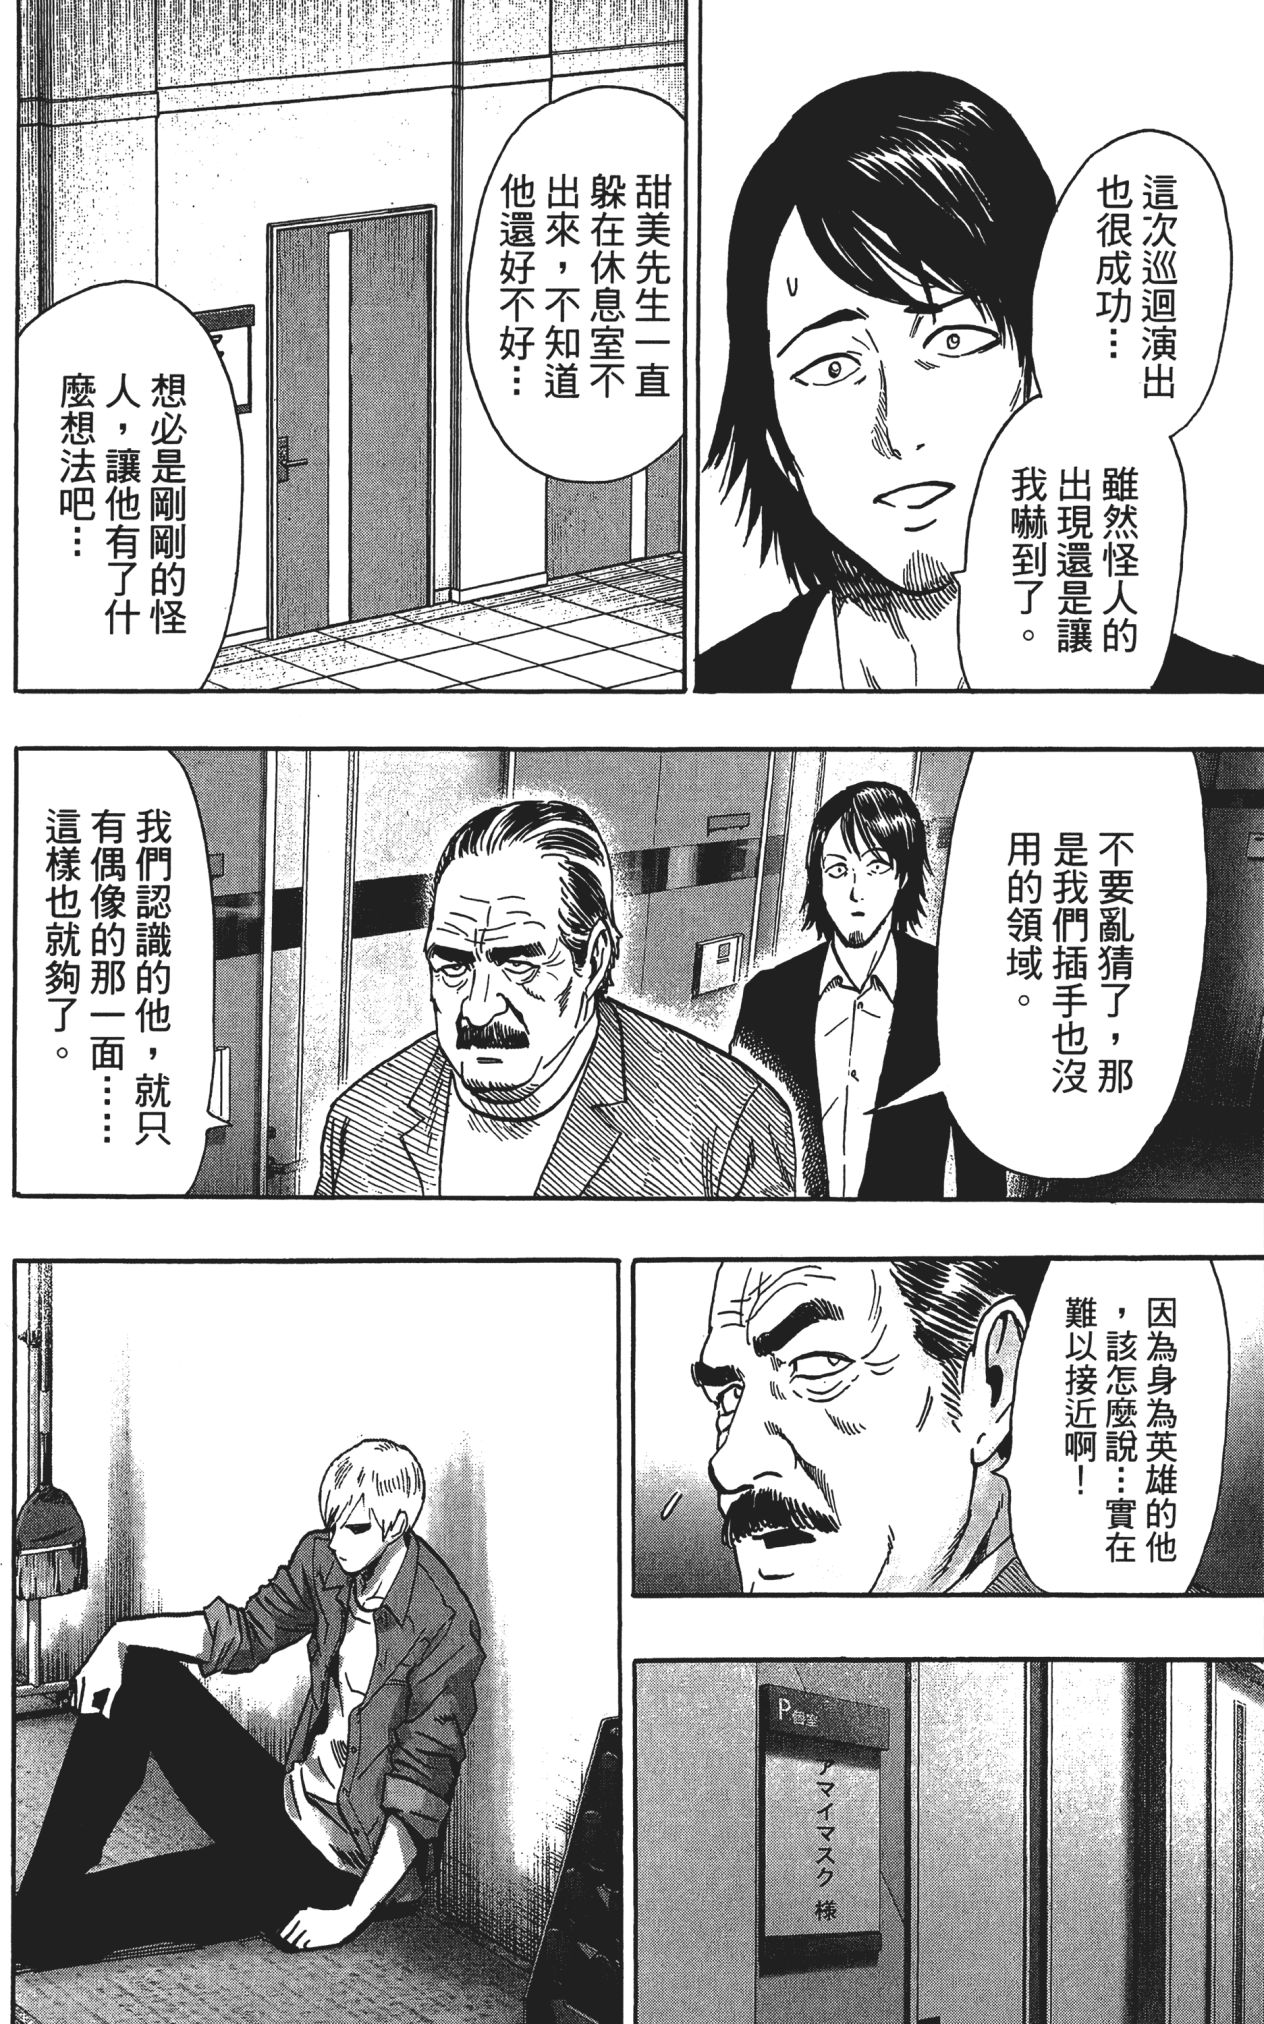 這次巡迴演出
也很成功…
雖然怪人的
出現還是讓
我嚇到了。
甜美先生一直
躲在休息室不
出來，不知道
他還好不好…
想必是剛剛的怪
人，讓他有了什
麼想法吧…
不要亂猜了，那
是我們插手也沒
用的領域。
我們認識的他，就只
有偶像的那一面……
這樣也就夠了。
因為身為英雄的他
，該怎麼說…實在
難以接近啊！
P個室
アマイマスク 様